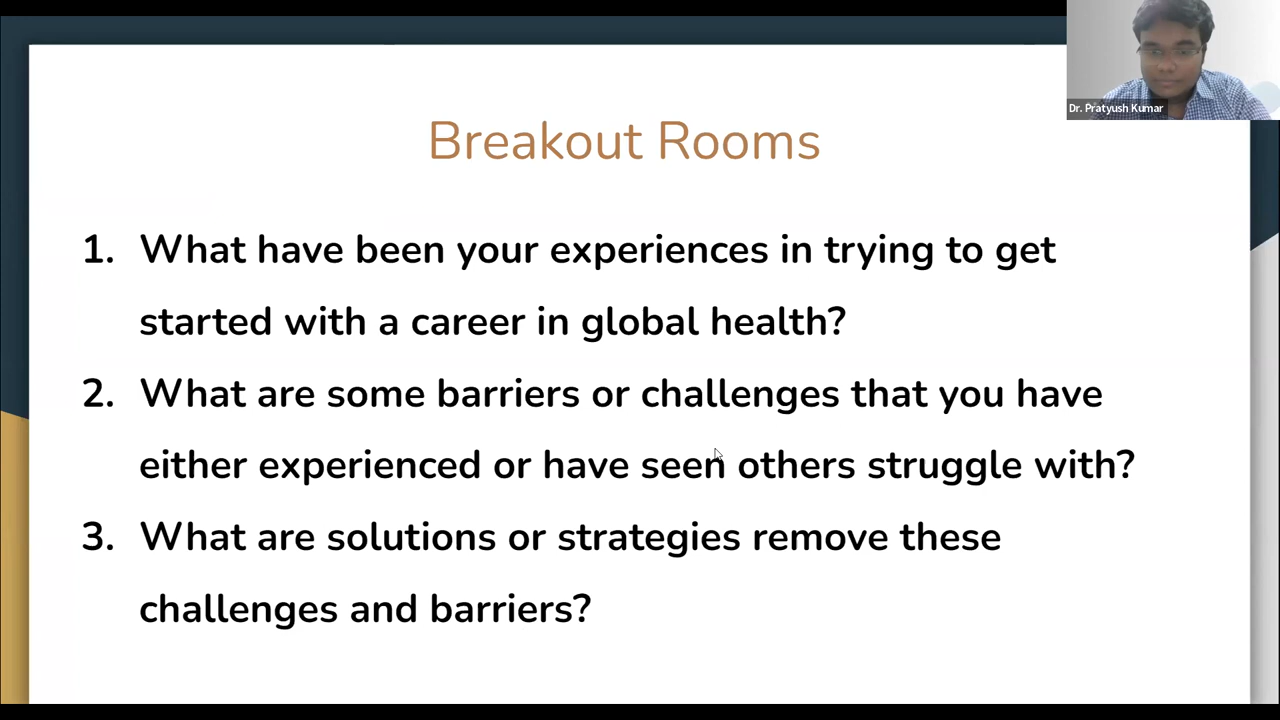 Dr. Pratyush Kumar
Breakout Rooms
1. What have been your experiences in trying to get
started with a career in global health?
2. What are some barriers or challenges that you have
either experienced or have seen others struggle with?
3. What are solutions or strategies remove these
challenges and barriers?